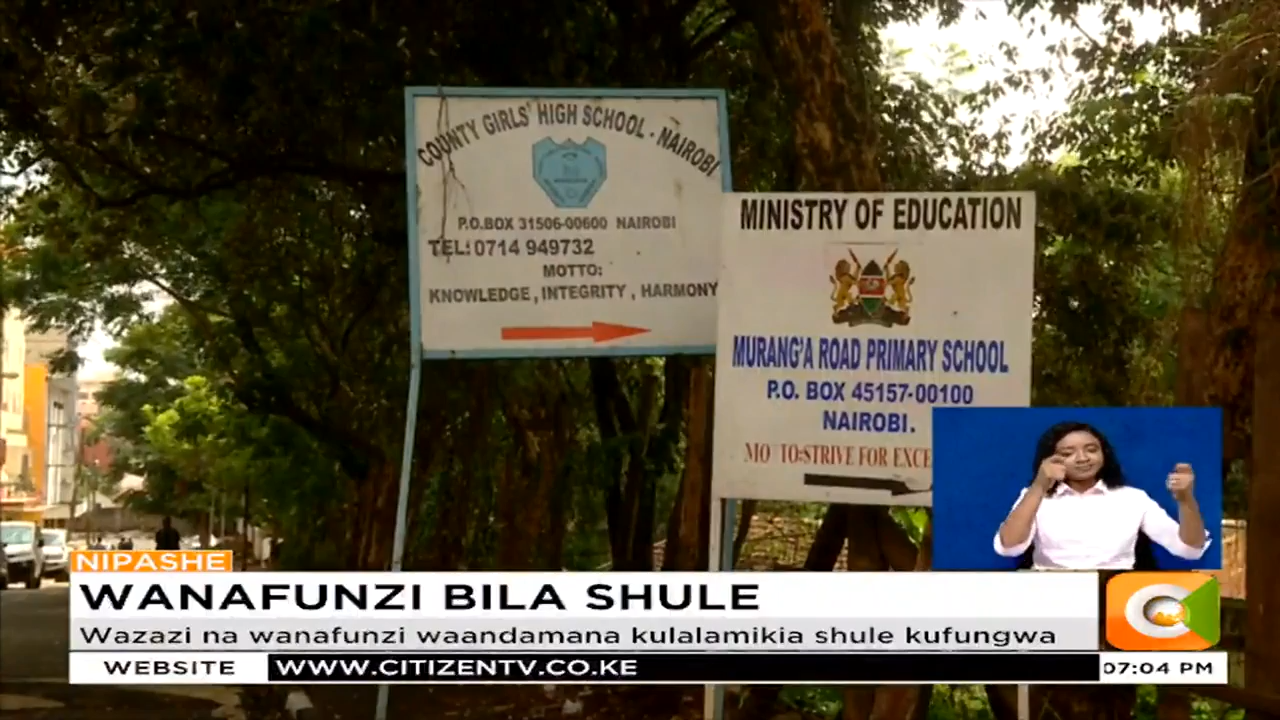 COUNTY GIRLS' HIGH SCHOOL - NAIROBI
P.O.BOX 31506-00600 NAIROBI
TEL: 0714 949732
MOTTO:
KNOWLEDGE, INTEGRITY, HARMONY
MINISTRY OF EDUCATION
MURANG'A ROAD PRIMARY SCHOOL
P.O. BOX 45157-00100
NAIROBI.
MO TO:STRIVE FOR EXCE
NIPASHE
WANAFUNZI BILA SHULE
Wazazi na wanafunzi waandamana kulalamikia shule kufungwa
WEBSITE WWW.CITIZENTV.CO.KE 07:04 PM